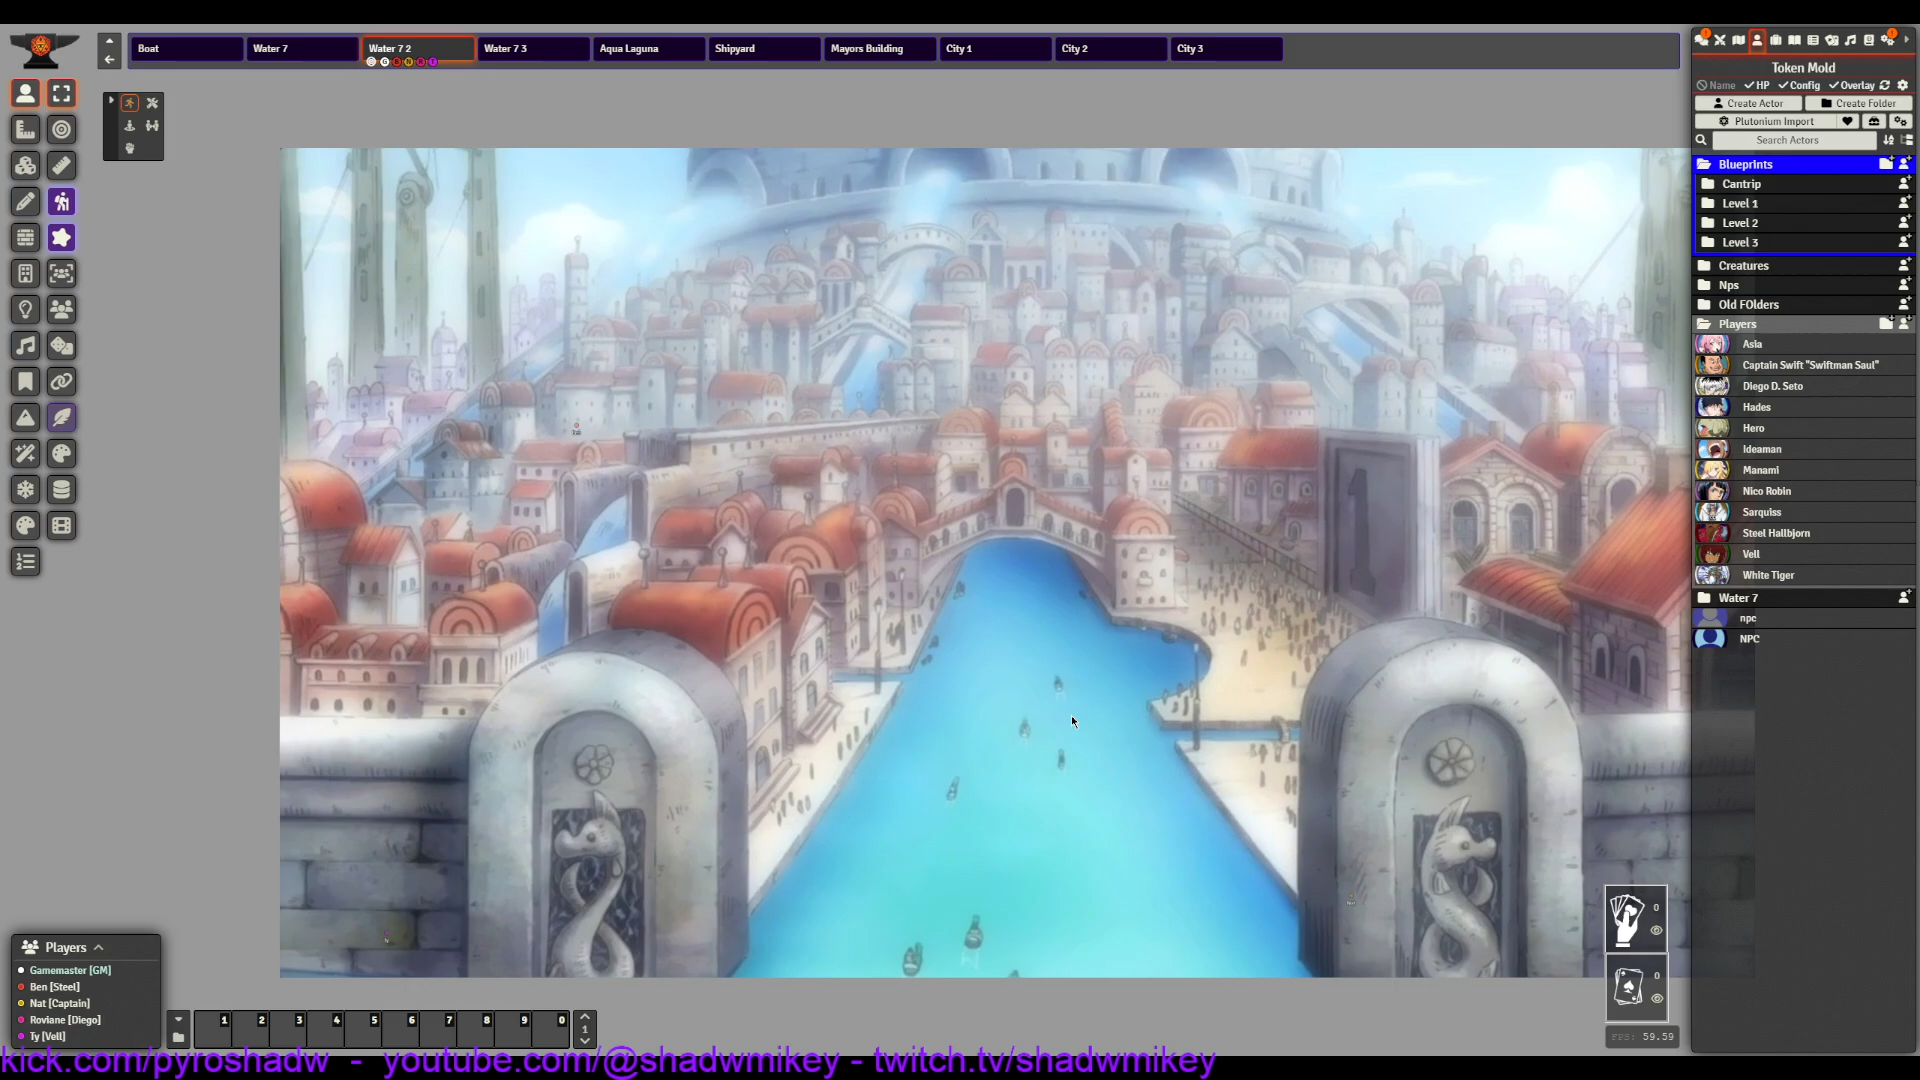 Boat
Water 7
Water 7 2
Water 7 3
Aqua Laguna
Shipyard
Mayors Building
City 1
City 2
City 3
Token Mold
Name HP Config Overlay
Create Actor
Create Folder
Plutonium Import
Search Actors
Blueprints
Cantrip
Level 1
Level 2
Level 3
Creatures
Nps
Old FOlders
Players
Asia
Captain Swift "Swiftman Saul"
Diego D. Seto
Hades
Hero
Ideaman
Manami
Nico Robin
Sarquiss
Steel Hallbjorn
Vell
White Tiger
Water 7
npc
NPC
1
0
0
FPS: 59.59
Players
Gamemaster [GM]
Ben [Steel]
Nat [Captain]
Roviane [Diego]
Ty [Vell]
1 2 3 4 5 6 7 8 9 0
1
kick.com/pyroshadw - youtube.com/@shadwmikey - twitch.tv/shadwmikey